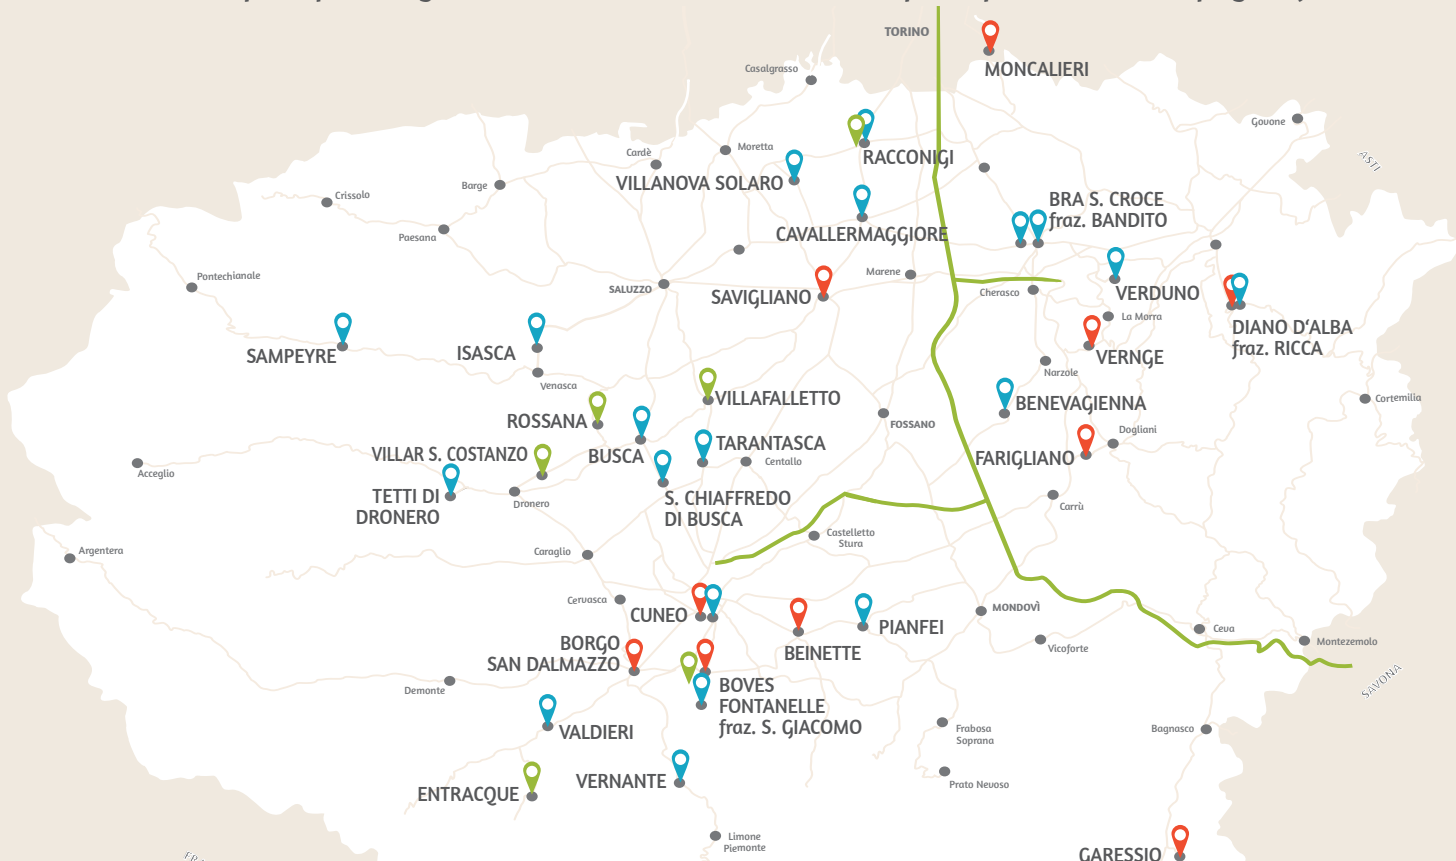 TORINO
MONCALIERI
Casalgrasso
Govone
ASTI
RACCONIGI
Moretta
Cardè
VILLANOVA SOLARO
Barge
Crissolo
BRA S. CROCE
fraz. BANDITO
Paesana
CAVALLERMAGGIORE
Pontechianale
Marene
SALUZZO
SAVIGLIANO
Cherasco
VERDUNO
La Morra
DIANO D'ALBA
fraz. RICCA
SAMPEYRE
ISASCA
VERNGE
Narzole
Venasca
VILLAFALLETTO
BENEVAGIENNA
Cortemilia
ROSSANA
FOSSANO
Dogliani
BUSCA
TARANTASCA
VILLAR S. COSTANZO
Centallo
FARIGLIANO
Acceglio
TETTI DI
DRONERO
Dronero
S. CHIAFFREDO
DI BUSCA
Carrù
Castelletto
Stura
Argentera
Caraglio
Cervasca
CUNEO
MONDOVÌ
PIANFEI
Ceva
Montezemolo
BORGO
SAN DALMAZZO
BEINETTE
Vicoforte
SAVONA
Demonte
BOVES
FONTANELLE
fraz. S. GIACOMO
VALDIERI
Frabosa
Soprana
Bagnasco
VERNANTE
Prato Nevoso
ENTRACQUE
Limone
Piemonte
GARESSIO